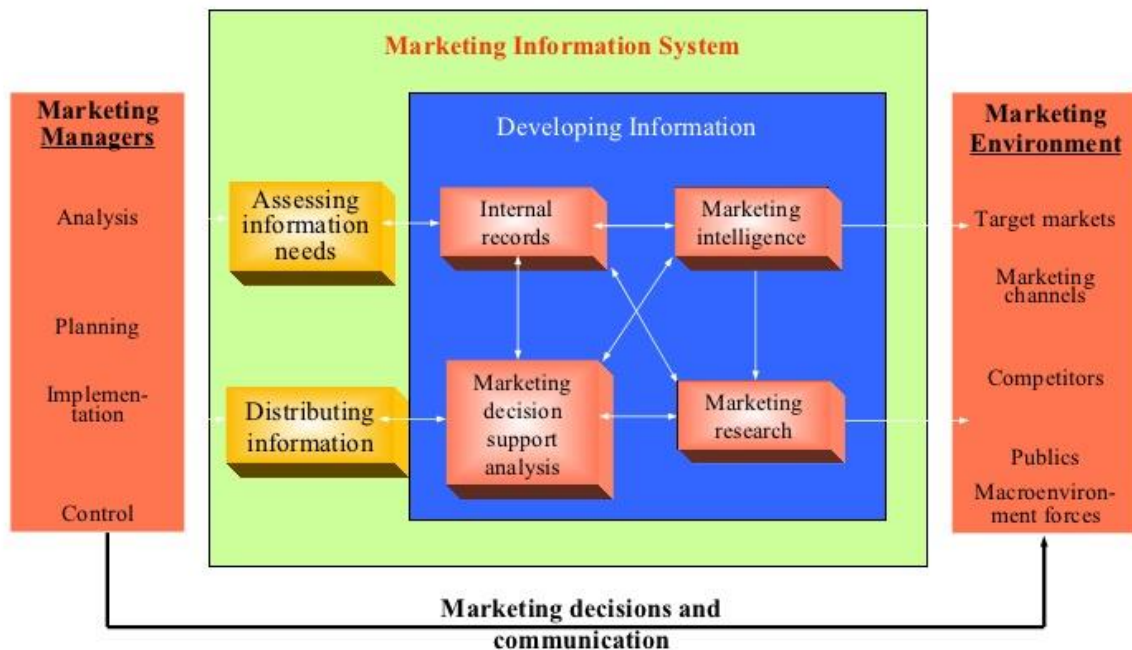 Marketing Information System
Marketing
Managers
Analysis
Planning
Implemen-
tation
Control
Assessing
information
needs
Distributing
information
Developing Information
Internal
records
Marketing
intelligence
Marketing
decision
support
analysis
Marketing
research
Marketing
Environment
Target markets
Marketing
channels
Competitors
Publics
Macroenviron-
ment forces
Marketing decisions and
communication